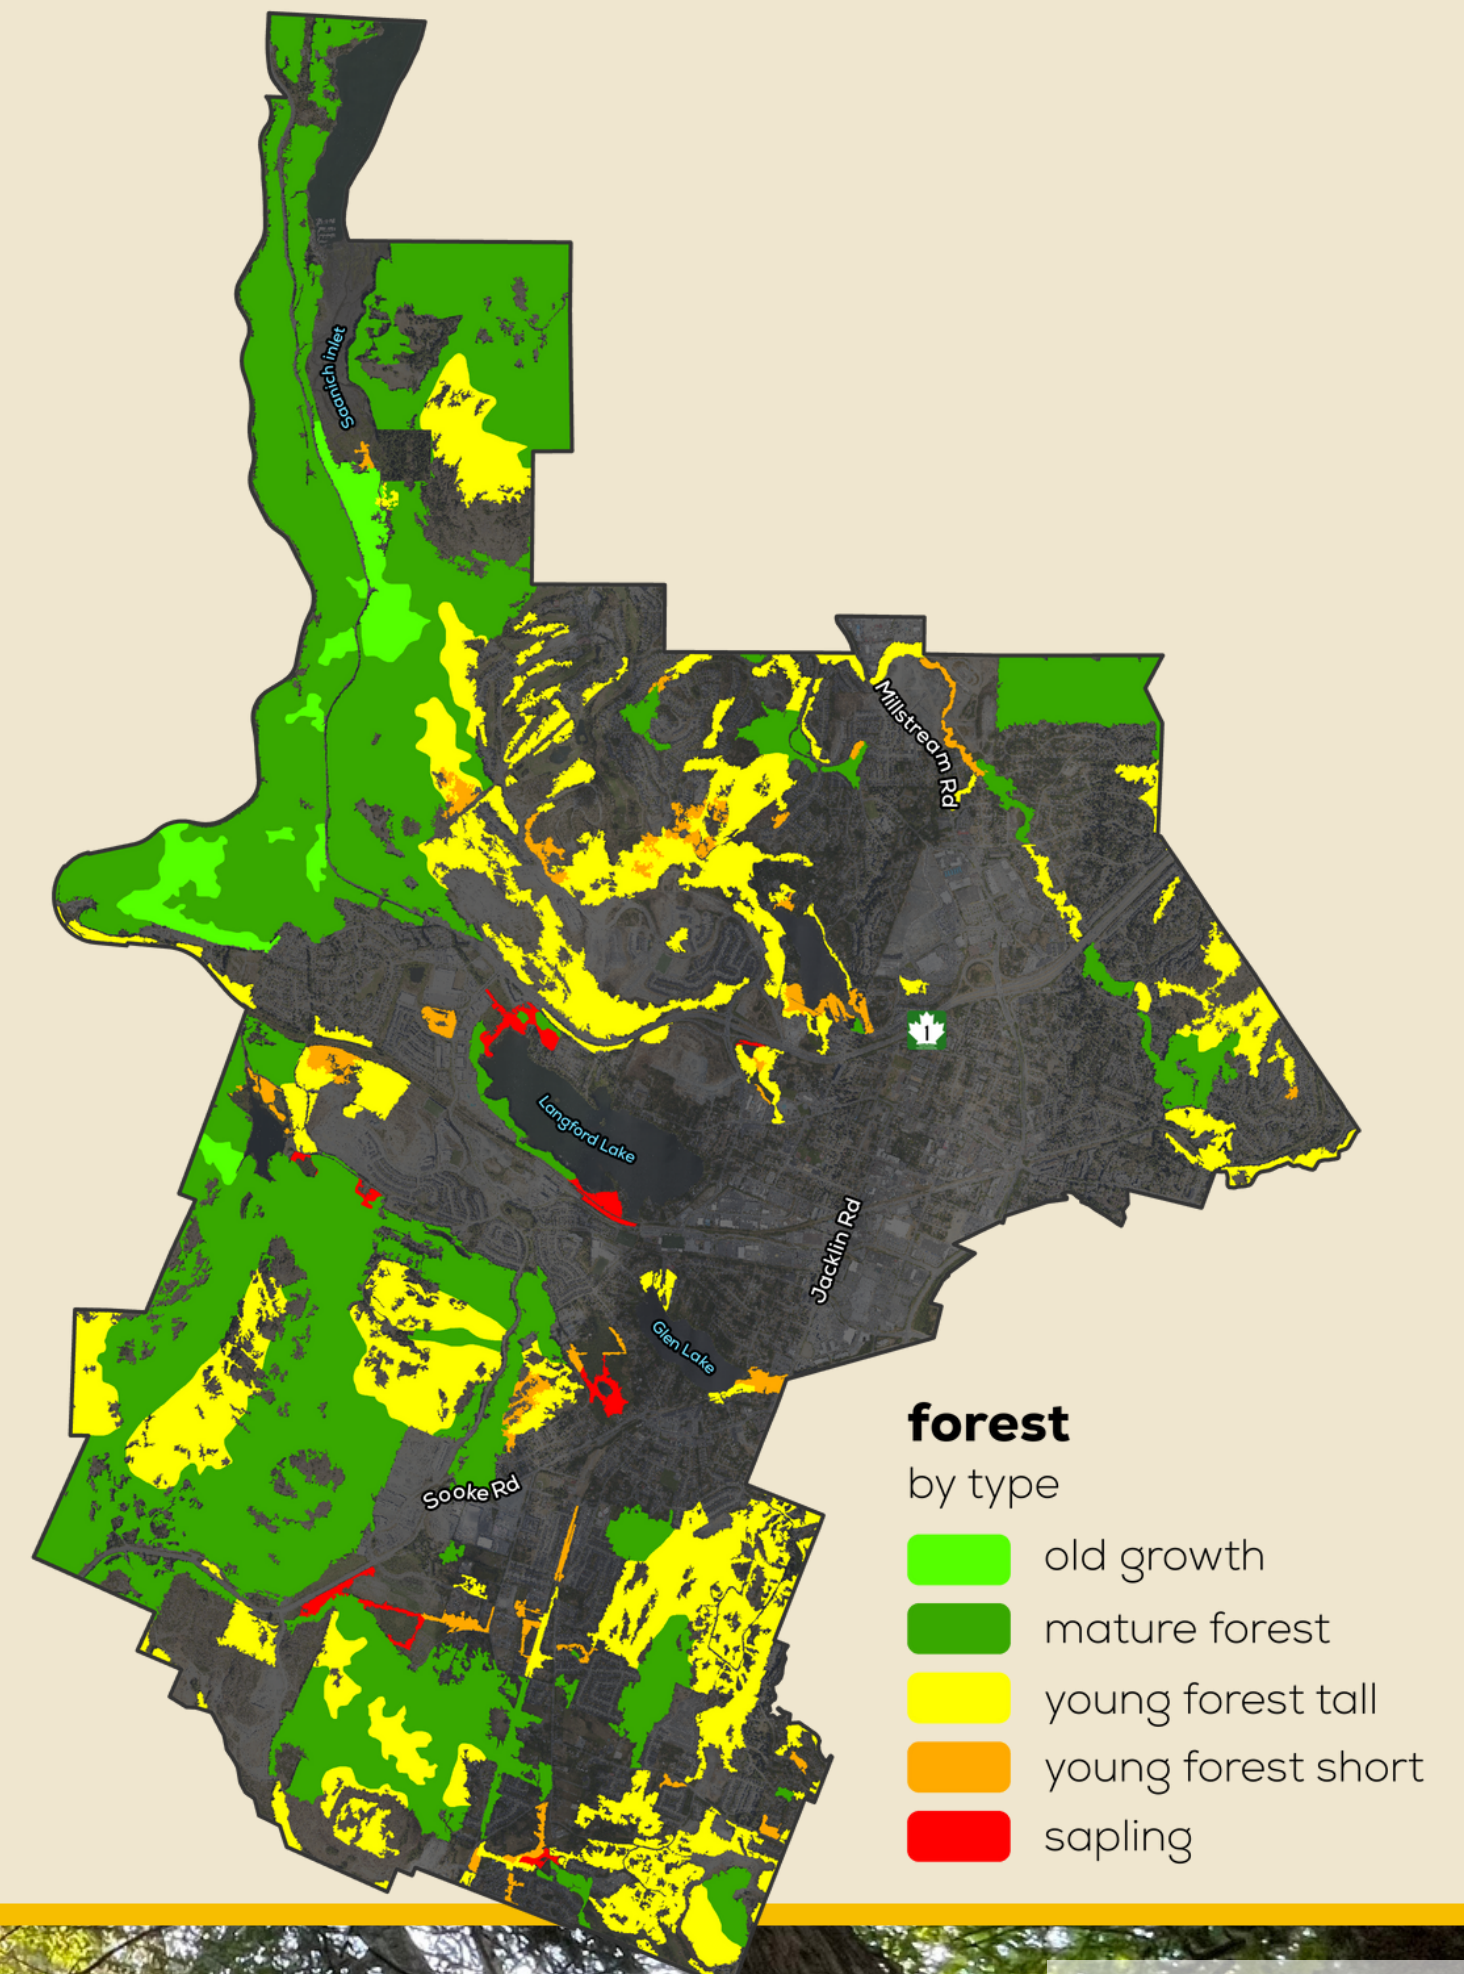 Saanich inlet
Millstream Rd
1
Langford Lake
Jacklin Rd
Glen Lake
Sooke Rd
forest
by type
old growth
mature forest
young forest tall
young forest short
sapling